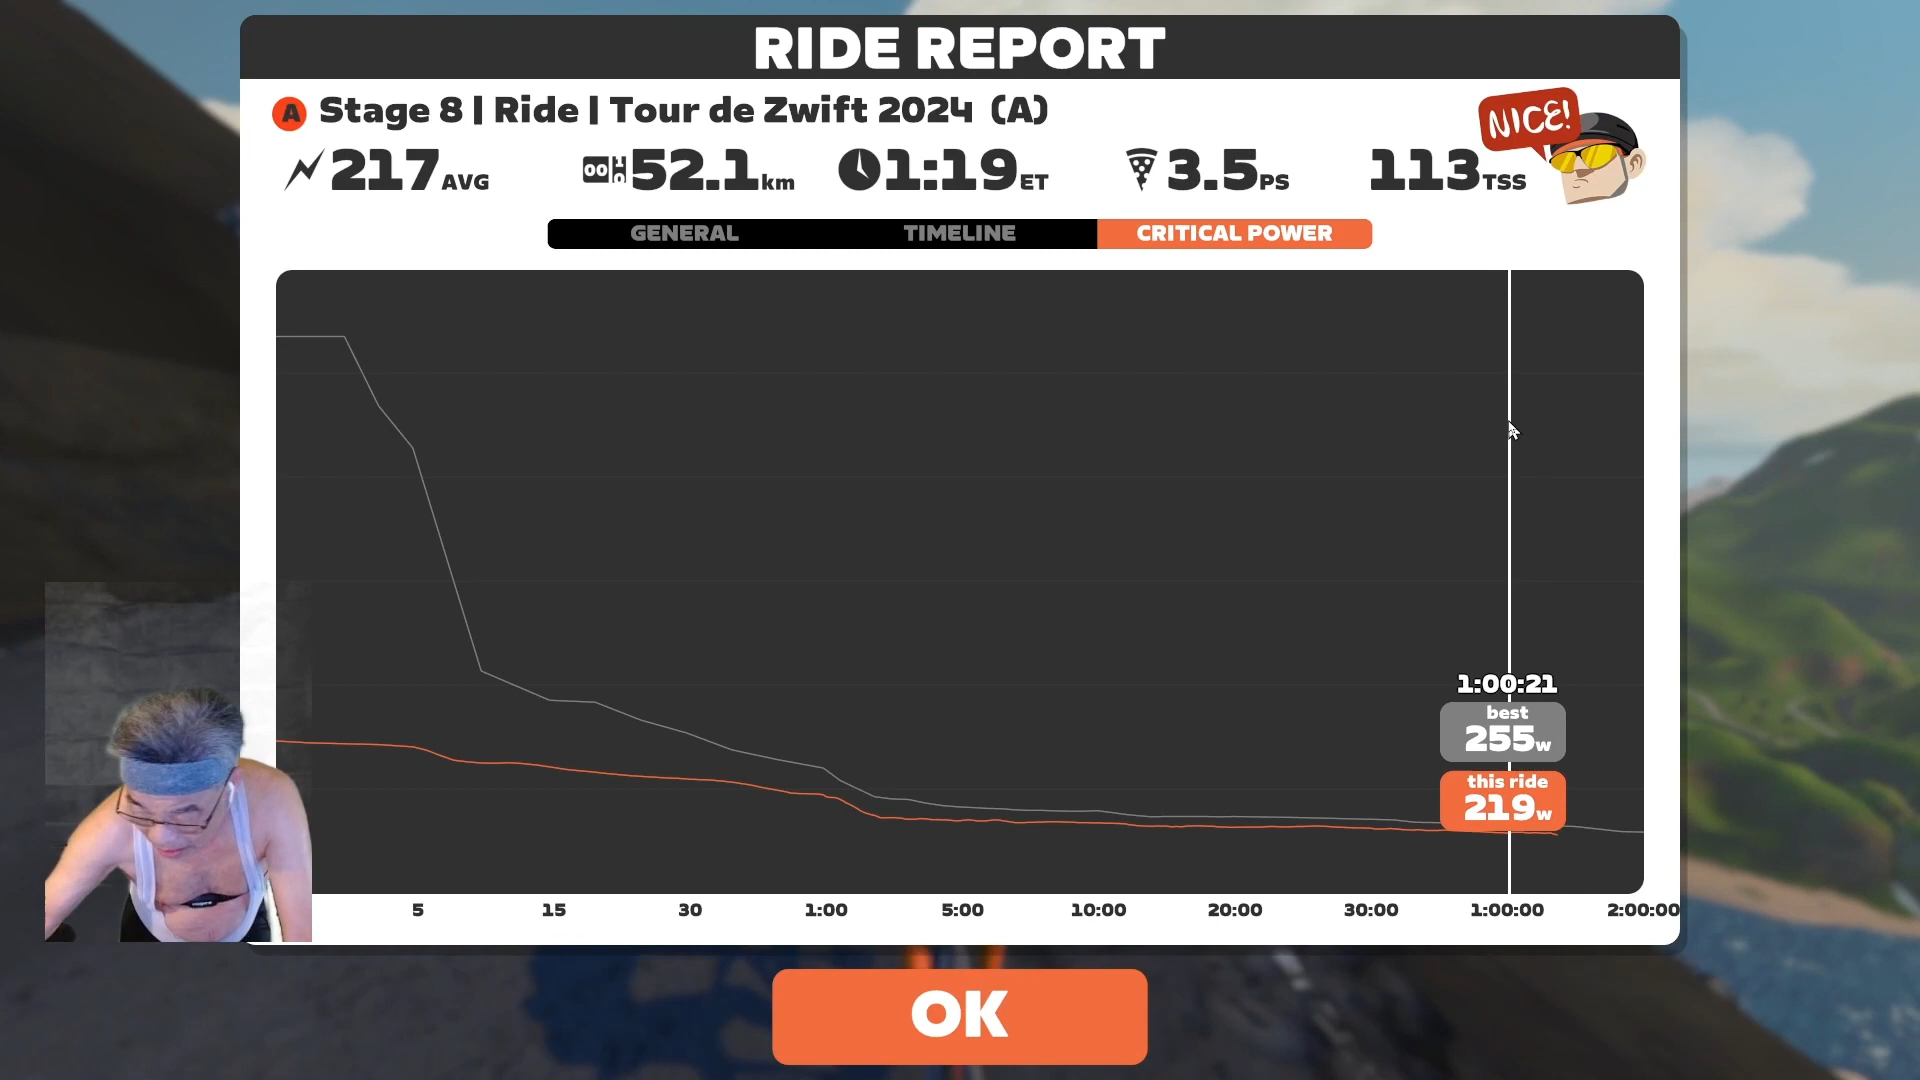 RIDE REPORT
A Stage 8 | Ride | Tour de Zwift 2024 (A)
NICE!
217AVG 52.1km 1:19ET 3.5PS 113TSS
GENERAL TIMELINE CRITICAL POWER
1:00:21
best
255w
this ride
219w
5 15 30 1:00 5:00 10:00 20:00 30:00 1:00:00 2:00:00
OK